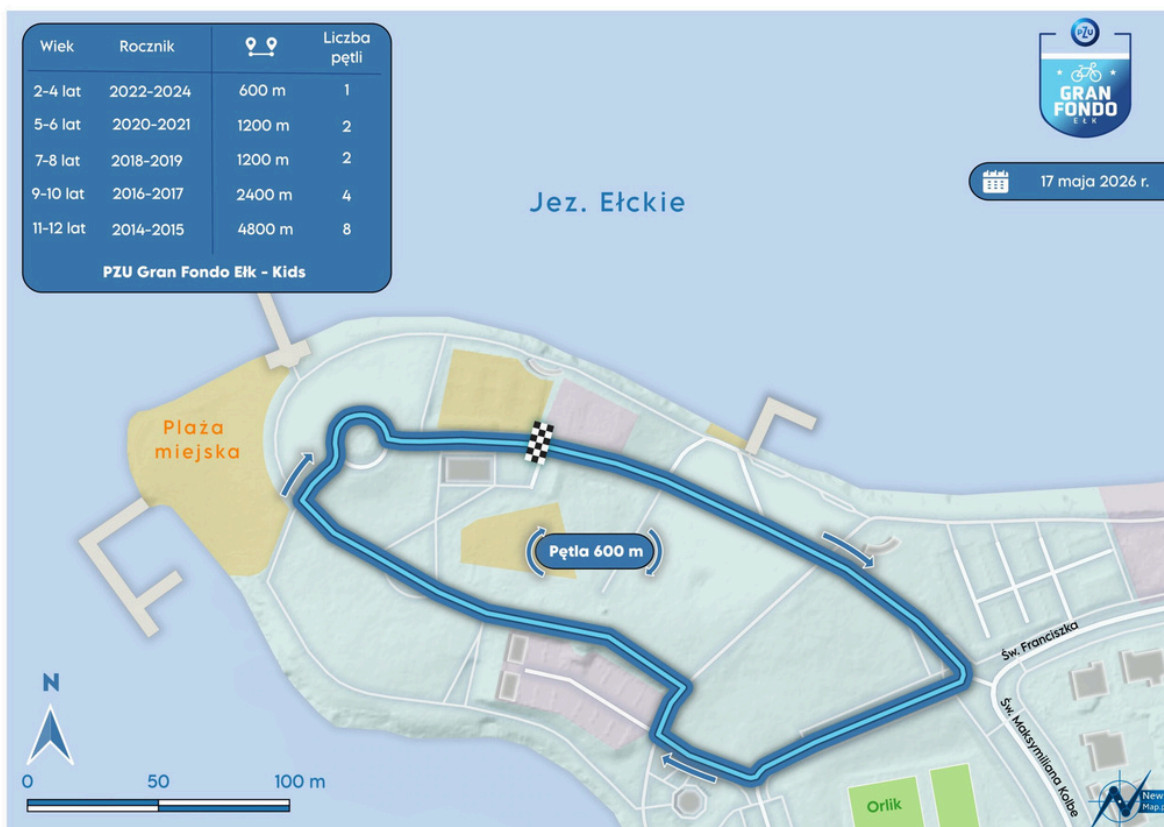 Wiek Rocznik Liczba pętli
2-4 lat 2022-2024 600 m 1
5-6 lat 2020-2021 1200 m 2
7-8 lat 2018-2019 1200 m 2
9-10 lat 2016-2017 2400 m 4
11-12 lat 2014-2015 4800 m 8
PZU Gran Fondo Ełk - Kids
PZU
GRAN
FONDO
EŁK
17 maja 2026 r.
Jez. Ełckie
Plaża
miejska
Pętla 600 m
Św. Franciszka
Św. Maksymiliana Kolbe
Orlik
N
0 50 100 m
New
Map.p